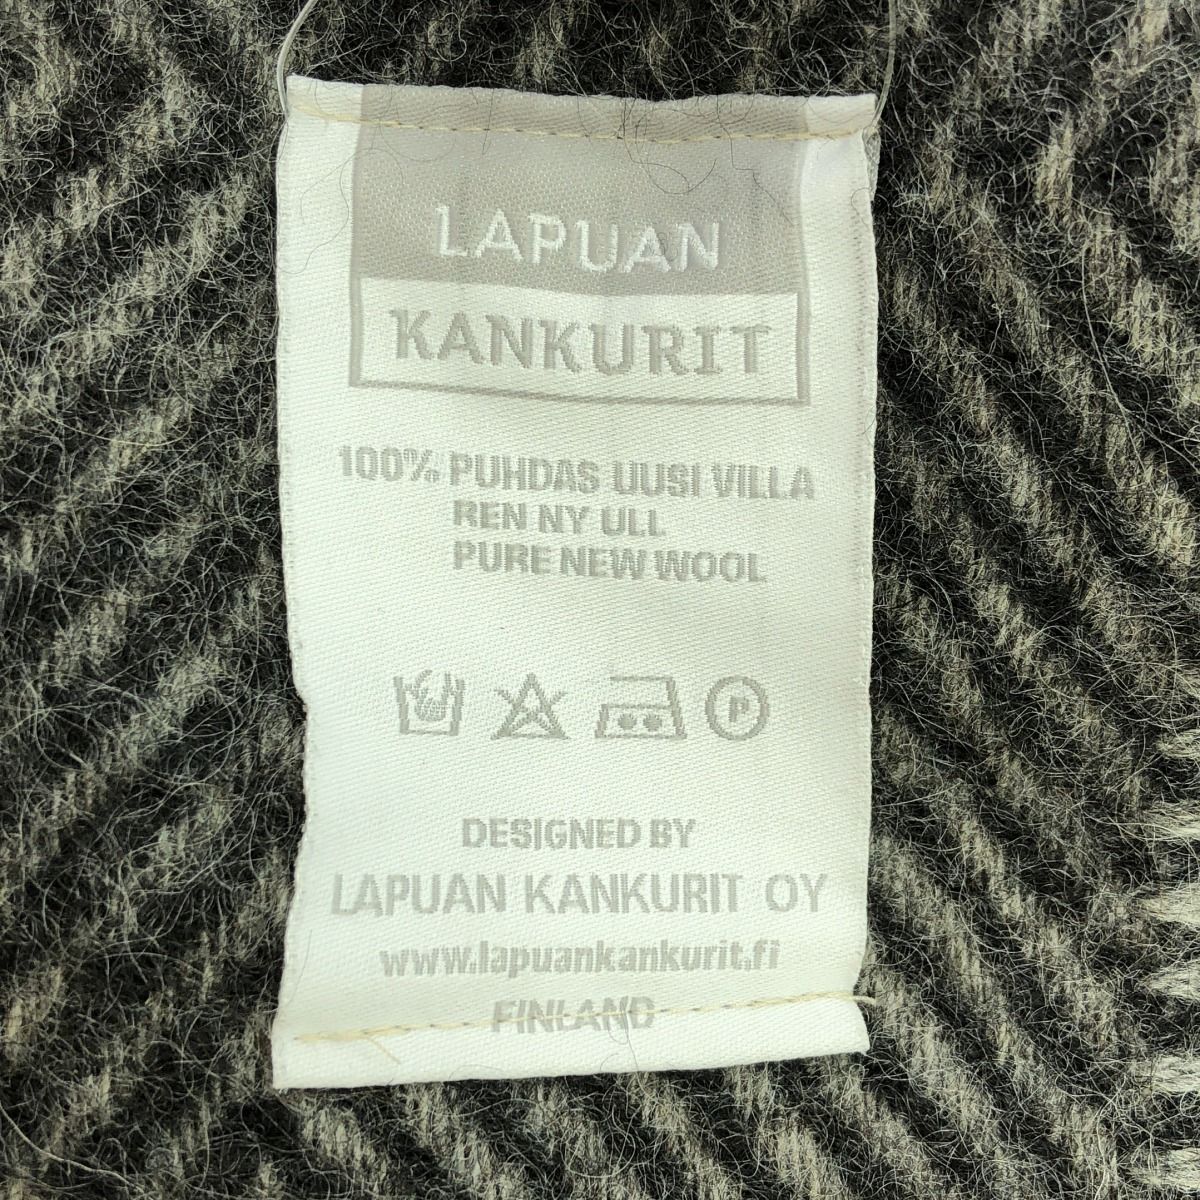 LAPUAN
KANKURIT
100% PUHDAS UUSI VILLA
REN NY ULL
PURE NEW WOOL
P
DESIGNED BY
LAPUAN KANKURIT OY
www.lapuankankurit.fi
FINLAND